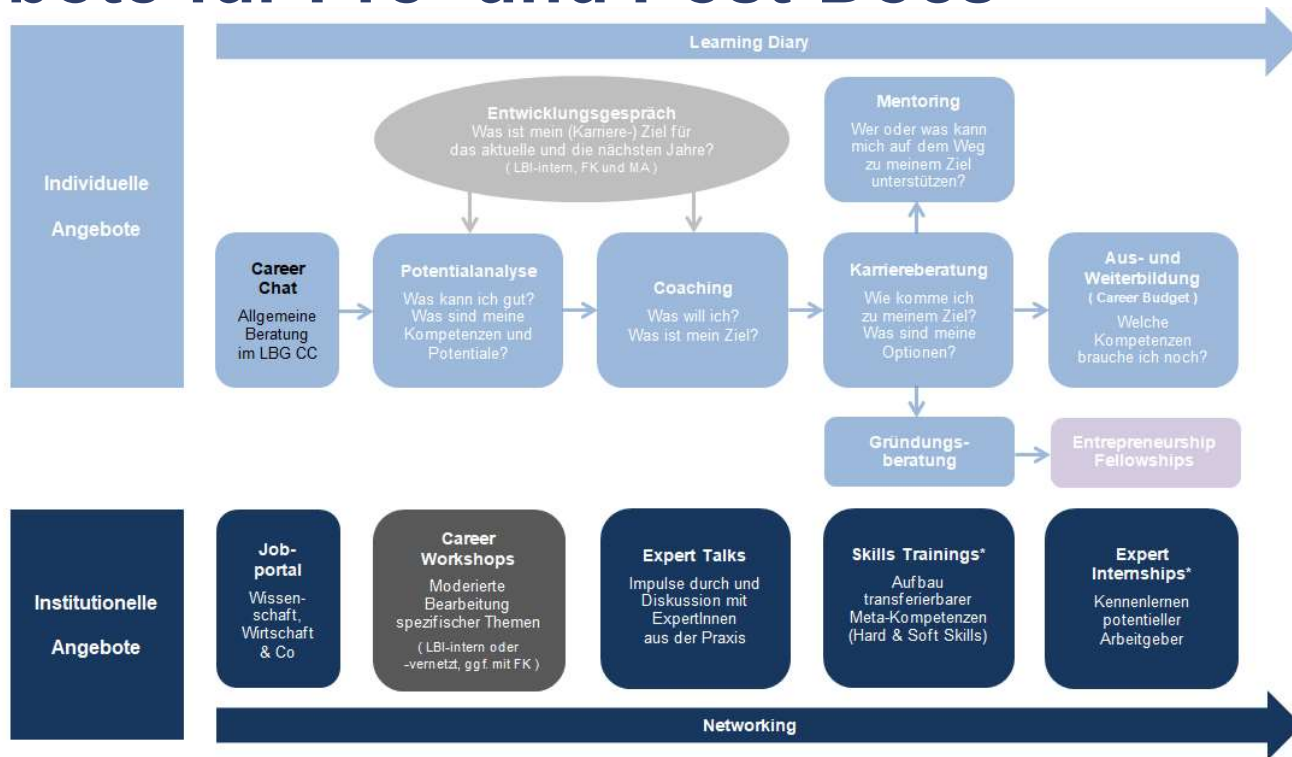 bote für Pre- und Post-Docs
Learning Diary
Individuelle
Angebote
Entwicklungsgespräch
Was ist mein (Karriere-) Ziel für
das aktuelle und die nächsten Jahre?
( LBI-intern, FK und MA )
Mentoring
Wer oder was kann
mich auf dem Weg
zu meinem Ziel
unterstützen?
Career
Chat
Allgemeine
Beratung
im LBG CC
Potentialanalyse
Was kann ich gut?
Was sind meine
Kompetenzen und
Potentiale?
Coaching
Was will ich?
Was ist mein Ziel?
Karriereberatung
Wie komme ich
zu meinem Ziel?
Was sind meine
Optionen?
Aus- und
Weiterbildung
( Career Budget )
Welche
Kompetenzen
brauche ich noch?
Gründungs-
beratung
Entrepreneurship
Fellowships
Institutionelle
Angebote
Job-
portal
Wissen-
schaft,
Wirtschaft
& Co
Career
Workshops
Moderierte
Bearbeitung
spezifischer Themen
( LBI-intern oder
-vernetzt, ggf. mit FK )
Expert Talks
Impulse durch und
Diskussion mit
ExpertInnen
aus der Praxis
Skills Trainings*
Aufbau
transferierbarer
Meta-Kompetenzen
(Hard & Soft Skills)
Expert
Internships*
Kennenlernen
potentieller
Arbeitgeber
Networking